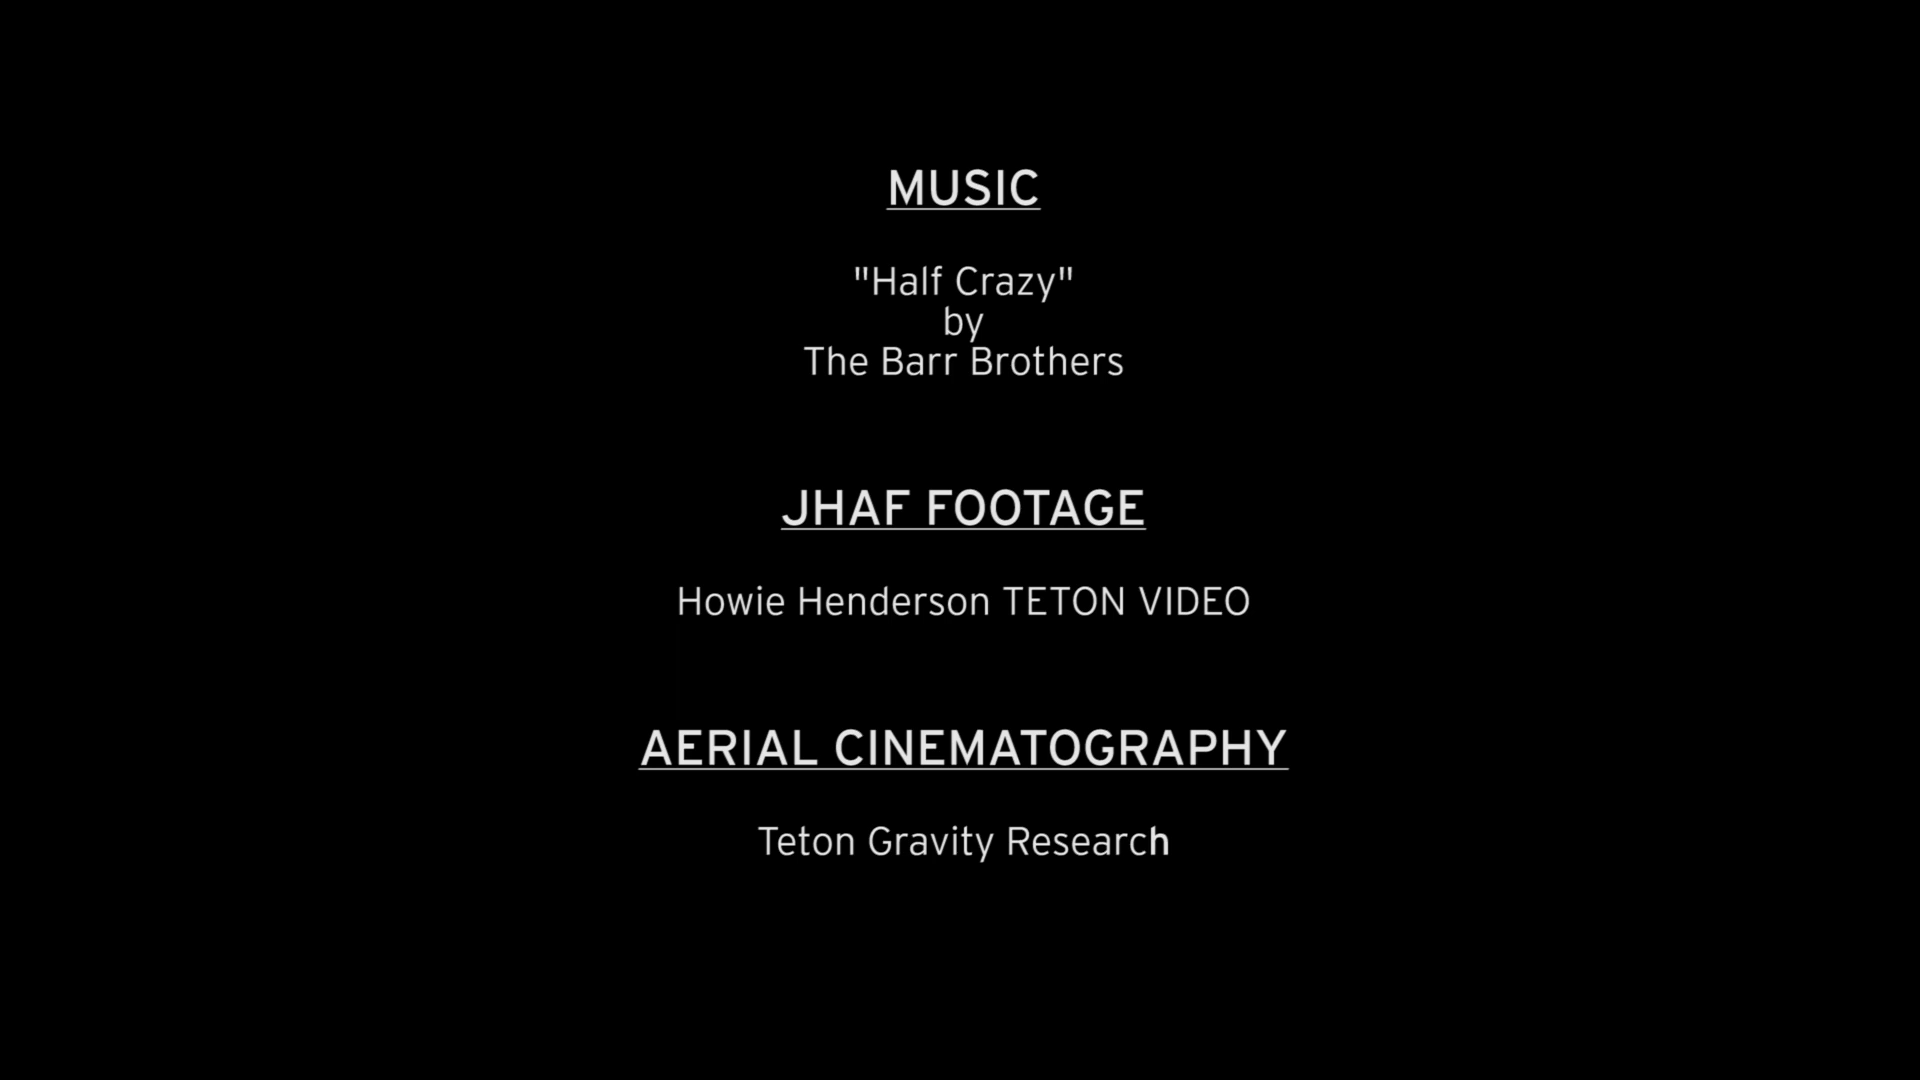 MUSIC
"Half Crazy"
by
The Barr Brothers
JHAF FOOTAGE
Howie Henderson TETON VIDEO
AERIAL CINEMATOGRAPHY
Teton Gravity Research